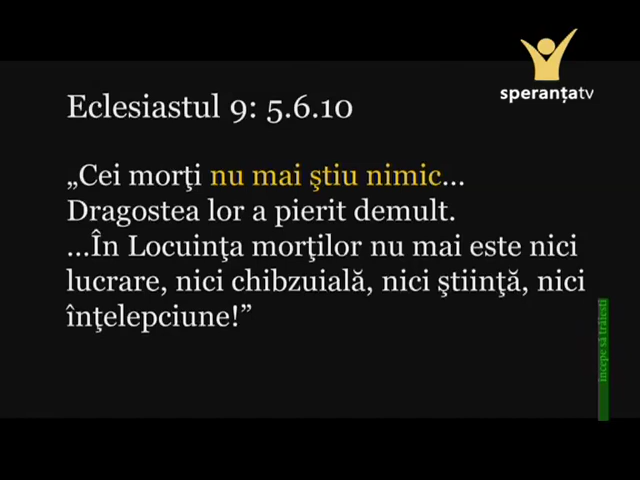 speranțatv
Eclesiastul 9: 5.6.10
„Cei morţi nu mai ştiu nimic...
Dragostea lor a pierit demult.
...În Locuinţa morţilor nu mai este nici
lucrare, nici chibzuială, nici ştiinţă, nici
înţelepciune!”
începe să trăiești